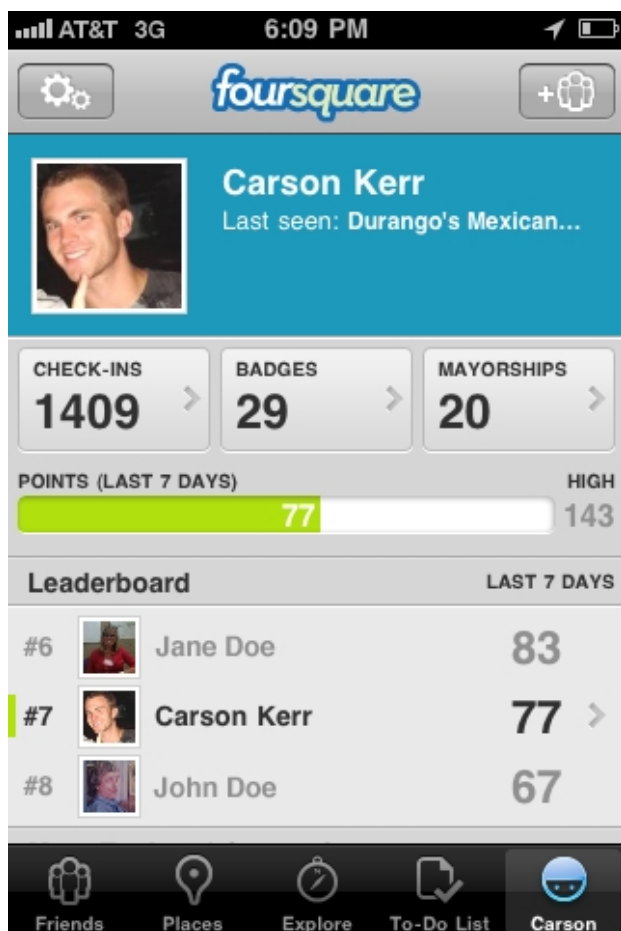 AT&T 3G 6:09 PM
foursquare
+
Carson Kerr
Last seen: Durango's Mexican...
CHECK-INS BADGES MAYORSHIPS
1409 29 20
POINTS (LAST 7 DAYS) HIGH
77 143
Leaderboard LAST 7 DAYS
#6 Jane Doe 83
#7 Carson Kerr 77
#8 John Doe 67
Friends Places Explore To-Do List Carson